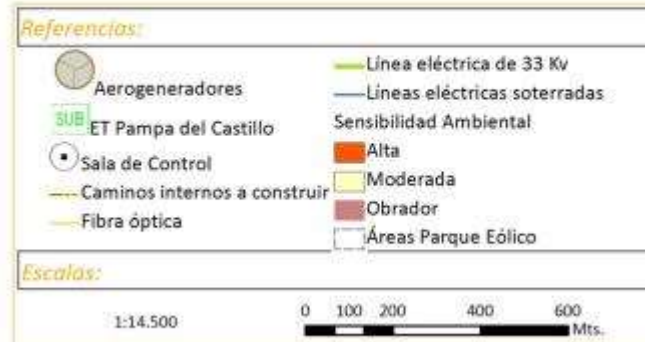 Referencias:
Aerogeneradores
SUB ET Pampa del Castillo
Sala de Control
Caminos internos a construir
Fibra óptica
Línea eléctrica de 33 Kv
Líneas eléctricas soterradas
Sensibilidad Ambiental
Alta
Moderada
Obrador
Áreas Parque Eólico
Escalas:
1:14.500
0 100 200 400 600
Mts.